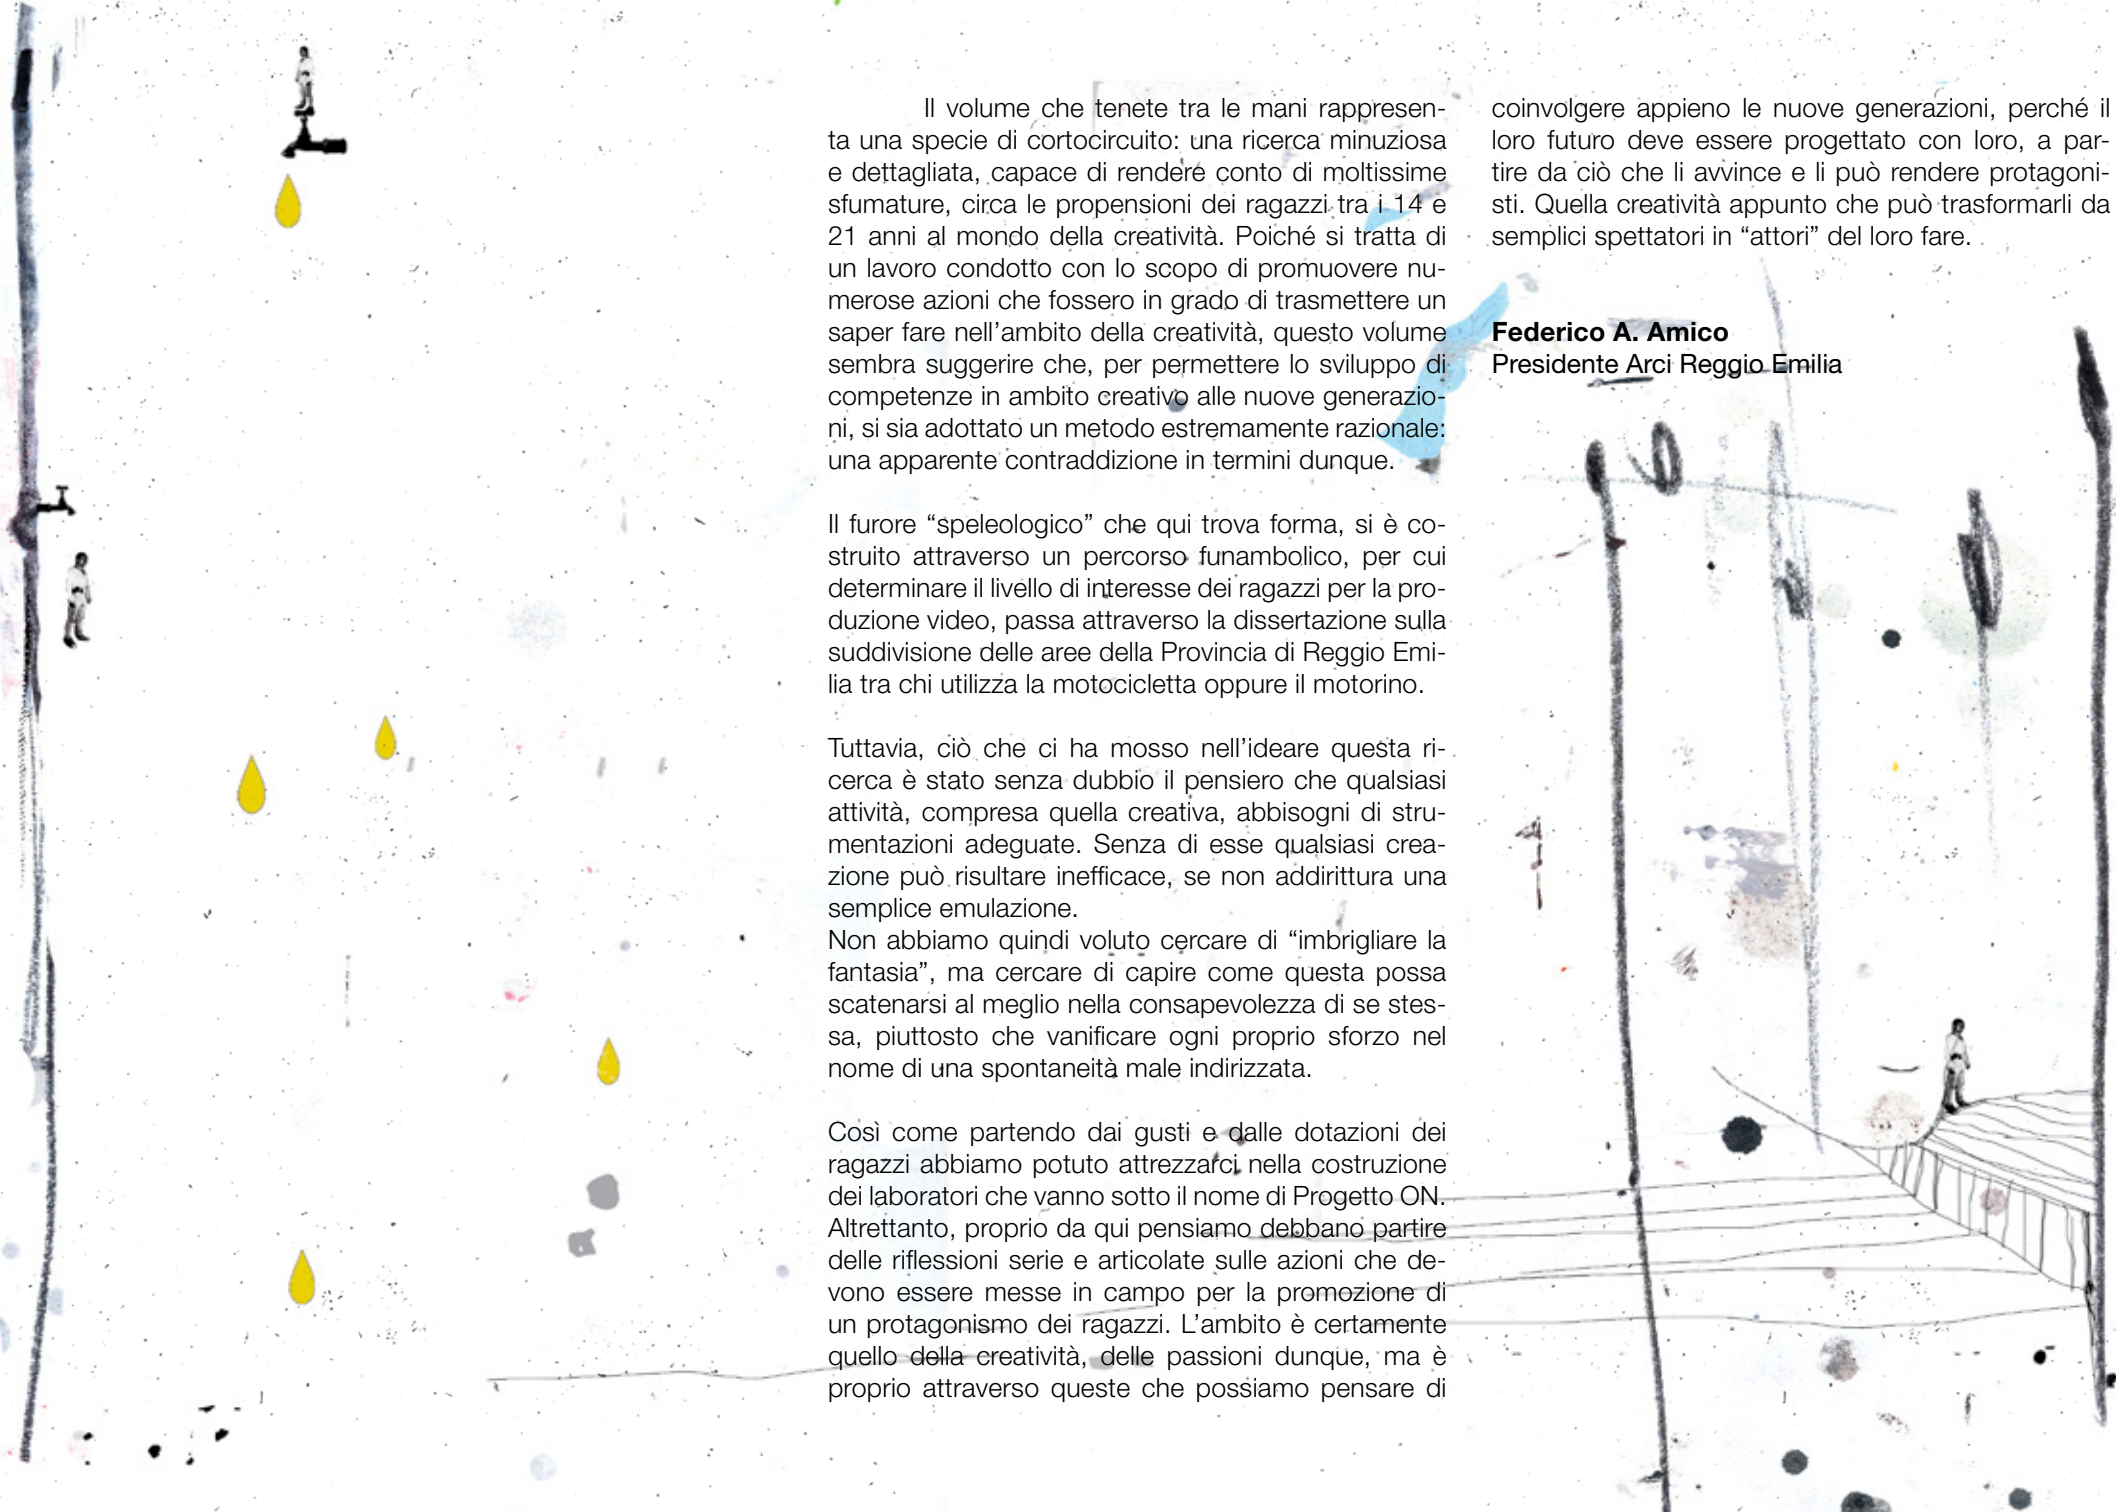 Il volume che tenete tra le mani rappresen-
ta una specie di cortocircuito: una ricerca minuziosa
e dettagliata, capace di rendere conto di moltissime
sfumature, circa le propensioni dei ragazzi tra i 14 e
21 anni al mondo della creatività. Poiché si tratta di
un lavoro condotto con lo scopo di promuovere nu-
merose azioni che fossero in grado di trasmettere un
saper fare nell’ambito della creatività, questo volume
sembra suggerire che, per permettere lo sviluppo di
competenze in ambito creativo alle nuove generazio-
ni, si sia adottato un metodo estremamente razionale:
una apparente contraddizione in termini dunque.
Il furore “speleologico” che qui trova forma, si è co-
struito attraverso un percorso funambolico, per cui
determinare il livello di interesse dei ragazzi per la pro-
duzione video, passa attraverso la dissertazione sulla
suddivisione delle aree della Provincia di Reggio Emi-
lia tra chi utilizza la motocicletta oppure il motorino.
Tuttavia, ciò che ci ha mosso nell’ideare questa ri-
cerca è stato senza dubbio il pensiero che qualsiasi
attività, compresa quella creativa, abbisogni di stru-
mentazioni adeguate. Senza di esse qualsiasi crea-
zione può risultare inefficace, se non addirittura una
semplice emulazione.
Non abbiamo quindi voluto cercare di “imbrigliare la
fantasia”, ma cercare di capire come questa possa
scatenarsi al meglio nella consapevolezza di se stes-
sa, piuttosto che vanificare ogni proprio sforzo nel
nome di una spontaneità male indirizzata.
Così come partendo dai gusti e dalle dotazioni dei
ragazzi abbiamo potuto attrezzarci nella costruzione
dei laboratori che vanno sotto il nome di Progetto ON.
Altrettanto, proprio da qui pensiamo debbano partire
delle riflessioni serie e articolate sulle azioni che de-
vono essere messe in campo per la promozione di
un protagonismo dei ragazzi. L’ambito è certamente
quello della creatività, delle passioni dunque, ma è
proprio attraverso queste che possiamo pensare di
coinvolgere appieno le nuove generazioni, perché il
loro futuro deve essere progettato con loro, a par-
tire da ciò che li avvince e li può rendere protagoni-
sti. Quella creatività appunto che può trasformarli da
semplici spettatori in “attori” del loro fare.
Federico A. Amico
Presidente Arci Reggio Emilia